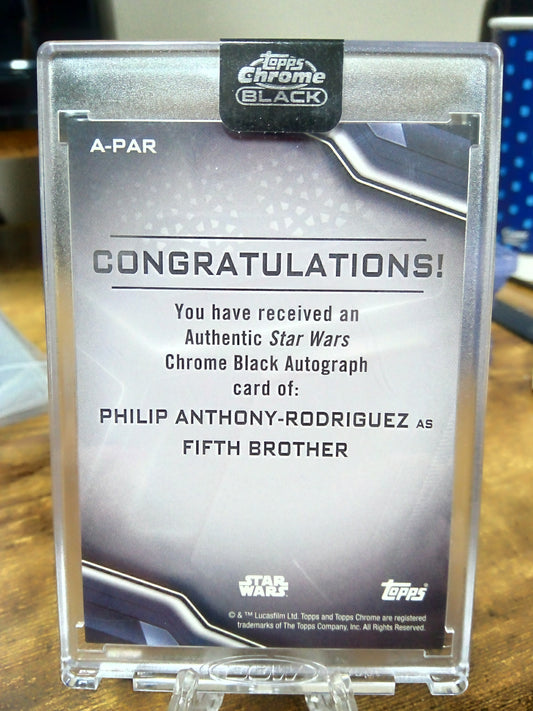 Topps
Chrome
BLACK
A-PAR
CONGRATULATIONS!
You have received an
Authentic Star Wars
Chrome Black Autograph
card of:
PHILIP ANTHONY-RODRIGUEZ AS
FIFTH BROTHER
STAR
WARS
Topps®
© & ™ Lucasfilm Ltd. Topps and Topps Chrome are registered
trademarks of The Topps Company, Inc. All Rights Reserved.